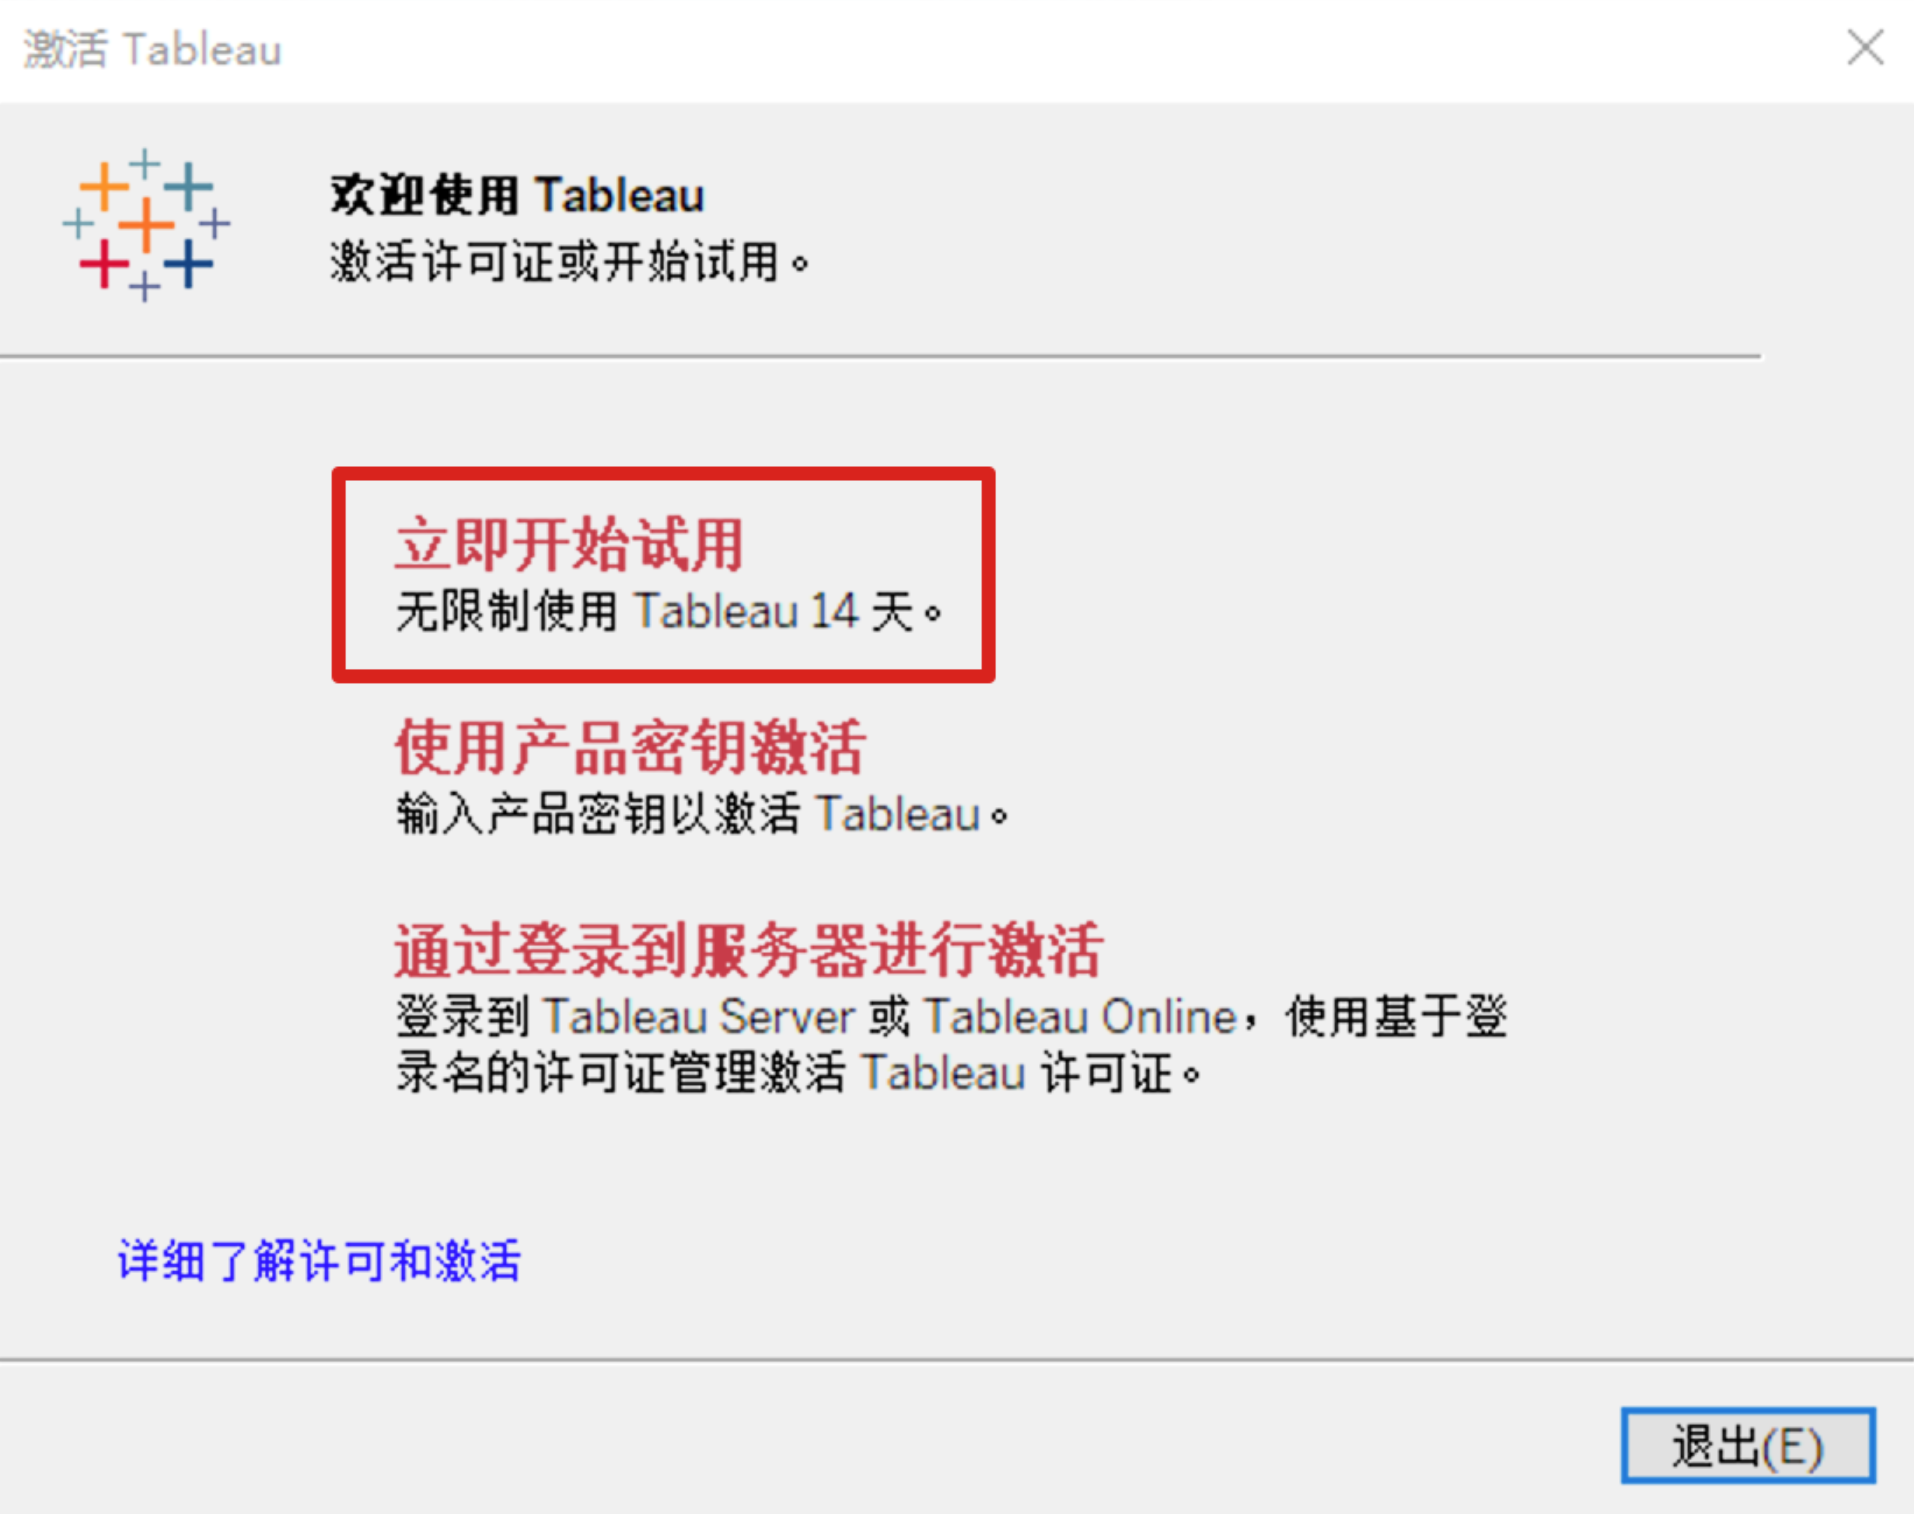 激活 Tableau
欢迎使用 Tableau
激活许可证或开始试用。
立即开始试用
无限制使用 Tableau 14 天。
使用产品密钥激活
输入产品密钥以激活 Tableau。
通过登录到服务器进行激活
登录到 Tableau Server 或 Tableau Online，使用基于登
录名的许可证管理激活 Tableau 许可证。
详细了解许可和激活
退出(E)